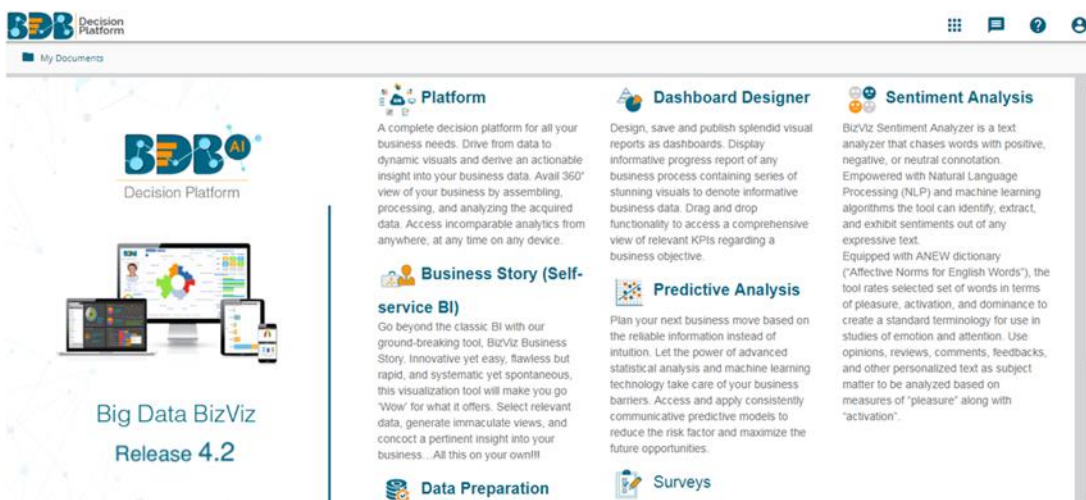 BDB Decision
Platform
My Documents
BDB AI
Decision Platform
Big Data BizViz
Release 4.2
Platform
A complete decision platform for all your
business needs. Drive from data to
dynamic visuals and derive an actionable
insight into your business data. Avail 360°
view of your business by assembling,
processing, and analyzing the acquired
data. Access incomparable analytics from
anywhere, at any time on any device.
Business Story (Self-
service BI)
Go beyond the classic BI with our
ground-breaking tool, BizViz Business
Story. Innovative yet easy, flawless but
rapid, and systematic yet spontaneous,
this visualization tool will make you go
'Wow' for what it offers. Select relevant
data, generate immaculate views, and
concoct a pertinent insight into your
business…All this on your own!!!
Data Preparation
Dashboard Designer
Design, save and publish splendid visual
reports as dashboards. Display
informative progress report of any
business process containing series of
stunning visuals to denote informative
business data. Drag and drop
functionality to access a comprehensive
view of relevant KPIs regarding a
business objective.
Predictive Analysis
Plan your next business move based on
the reliable information instead of
intuition. Let the power of advanced
statistical analysis and machine learning
technology take care of your business
barriers. Access and apply consistently
communicative predictive models to
reduce the risk factor and maximize the
future opportunities.
Surveys
Sentiment Analysis
BizViz Sentiment Analyzer is a text
analyzer that chases words with positive,
negative, or neutral connotation.
Empowered with Natural Language
Processing (NLP) and machine learning
algorithms the tool can identify, extract,
and exhibit sentiments out of any
expressive text.
Equipped with ANEW dictionary
("Affective Norms for English Words"), the
tool rates selected set of words in terms
of pleasure, activation, and dominance to
create a standard terminology for use in
studies of emotion and attention. Use
opinions, reviews, comments, feedbacks,
and other personalized text as subject
matter to be analyzed based on
measures of "pleasure" along with
"activation".